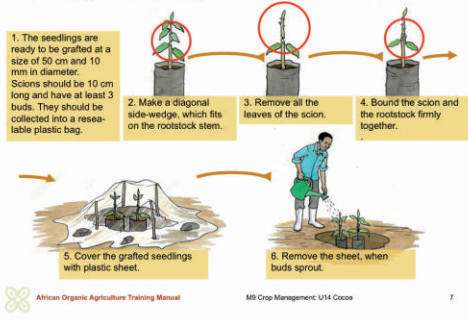 1. The seedlings are
ready to be grafted at a
size of 50 cm and 10
mm in diameter.
Scions should be 10 cm
long and have at least 3
buds. They should be
collected into a resea-
lable plastic bag.
2. Make a diagonal
side-wedge, which fits
on the rootstock stem.
3. Remove all the
leaves of the scion.
4. Bound the scion and
the rootstock firmly
together.
.
5. Cover the grafted seedlings
with plastic sheet.
6. Remove the sheet, when
buds sprout.
African Organic Agriculture Training Manual
M9 Crop Management: U14 Cocoa
7